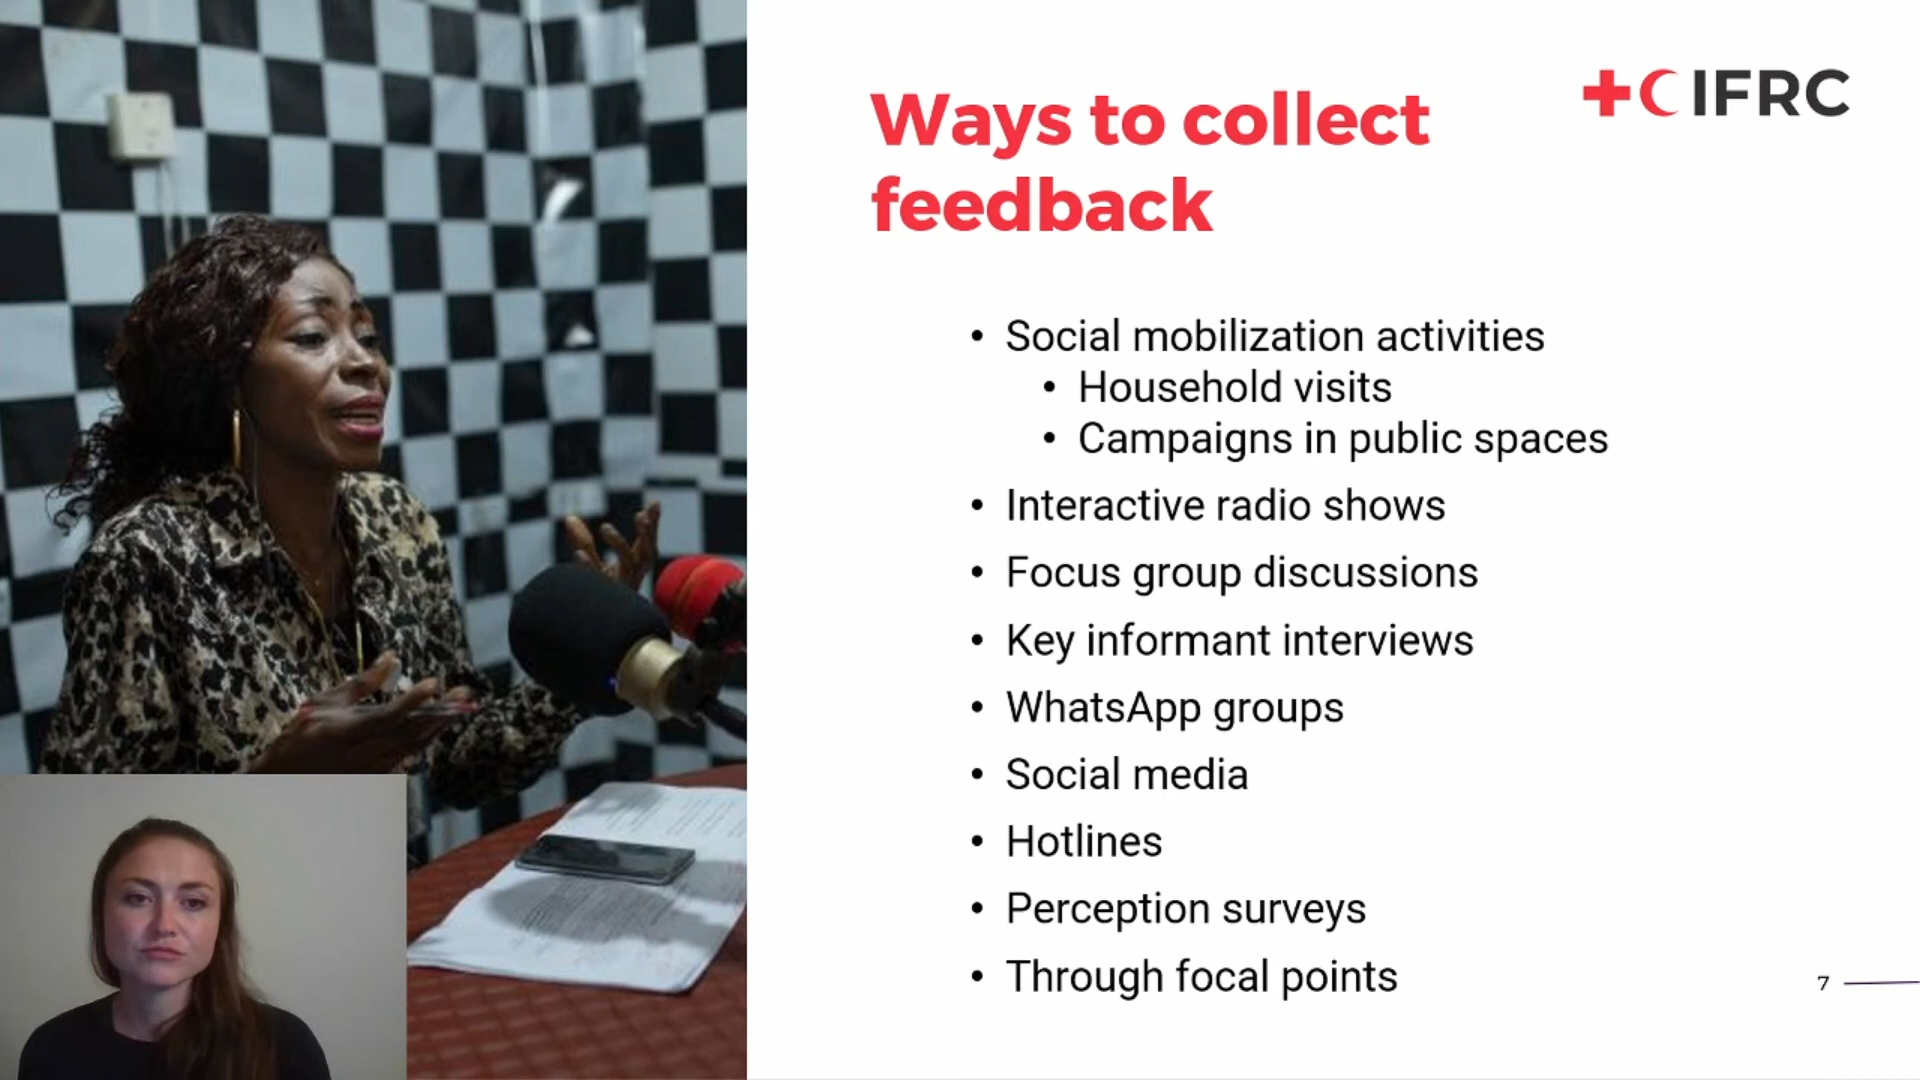 IFRC
Ways to collect
feedback
• Social mobilization activities
• Household visits
• Campaigns in public spaces
• Interactive radio shows
• Focus group discussions
• Key informant interviews
• WhatsApp groups
• Social media
• Hotlines
• Perception surveys
• Through focal points
7